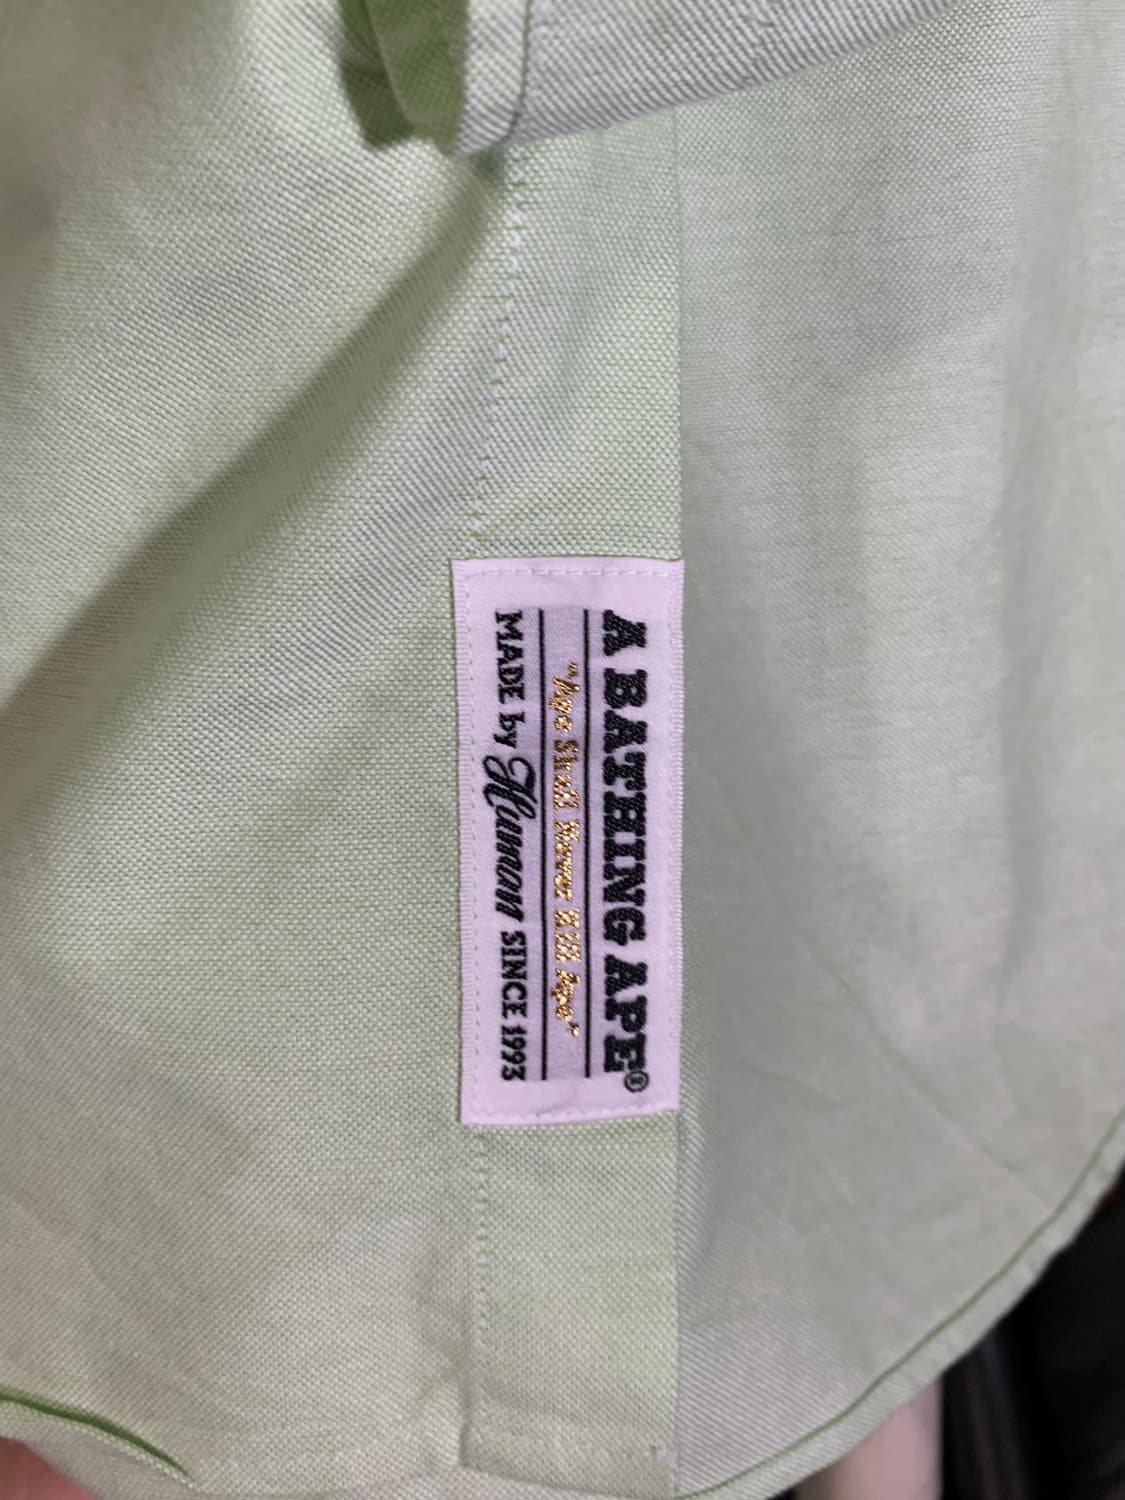 A BATHING APE®
"Ape Shall Never Kill Ape"
MADE by Human SINCE 1993